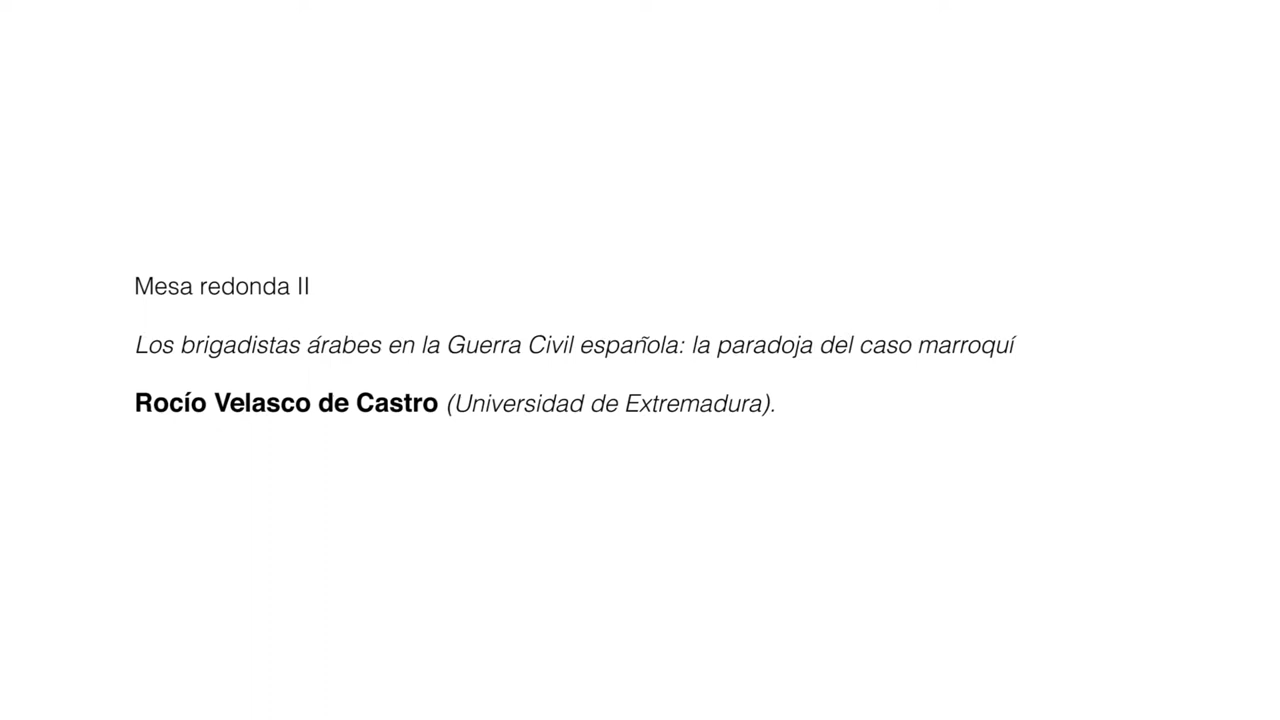 Mesa redonda II
Los brigadistas árabes en la Guerra Civil española: la paradoja del caso marroquí
Rocío Velasco de Castro (Universidad de Extremadura).